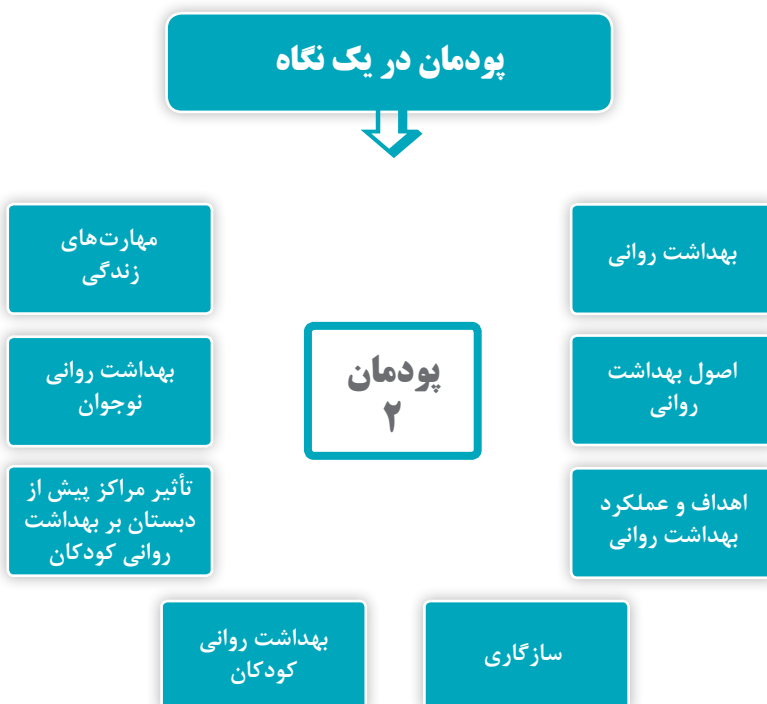 پودمان در یک نگاه
بهداشت روانی
اصول بهداشت
روانی
اهداف و عملکرد
بهداشت روانی
سازگاری
پودمان
۲
بهداشت روانی
کودکان
تأثیر مراکز پیش از
دبستان بر بهداشت
روانی کودکان
بهداشت روانی
نوجوان
مهارت‌های
زندگی